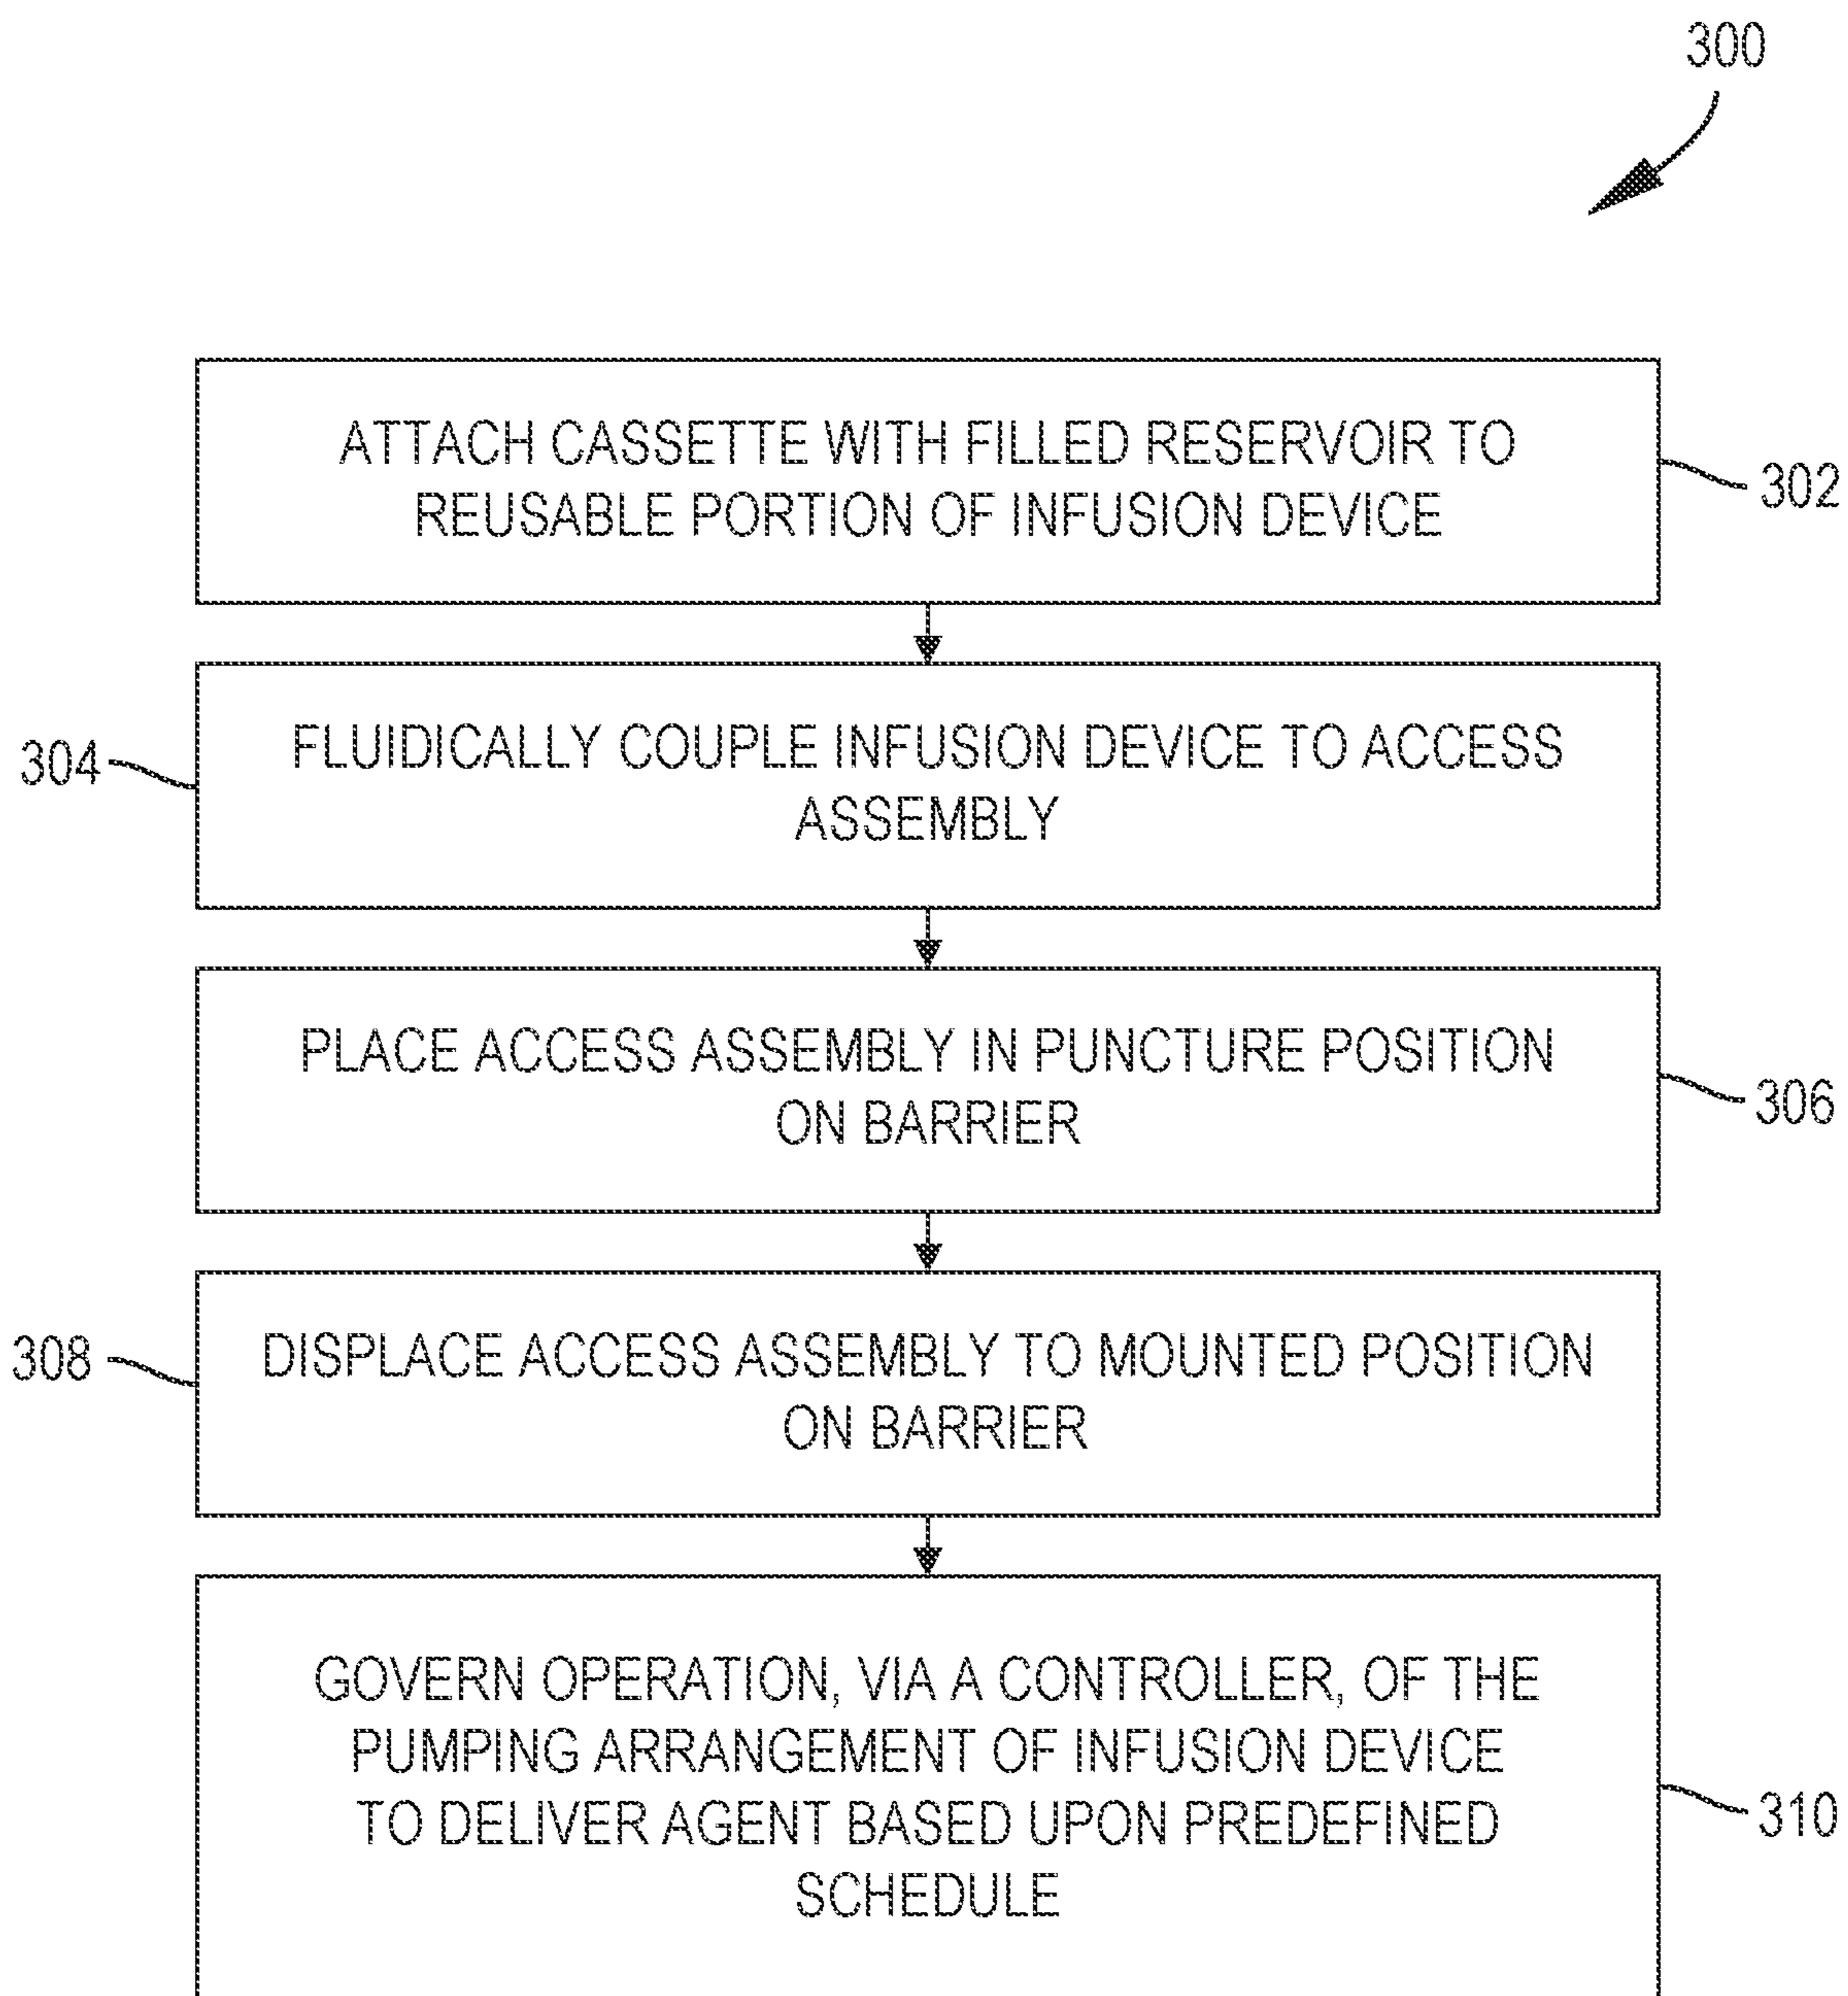 300
ATTACH CASSETTE WITH FILLED RESERVOIR TO
REUSABLE PORTION OF INFUSION DEVICE
302
FLUIDICALLY COUPLE INFUSION DEVICE TO ACCESS
ASSEMBLY
304
PLACE ACCESS ASSEMBLY IN PUNCTURE POSITION
ON BARRIER
306
DISPLACE ACCESS ASSEMBLY TO MOUNTED POSITION
ON BARRIER
308
GOVERN OPERATION, VIA A CONTROLLER, OF THE
PUMPING ARRANGEMENT OF INFUSION DEVICE
TO DELIVER AGENT BASED UPON PREDEFINED
SCHEDULE
310